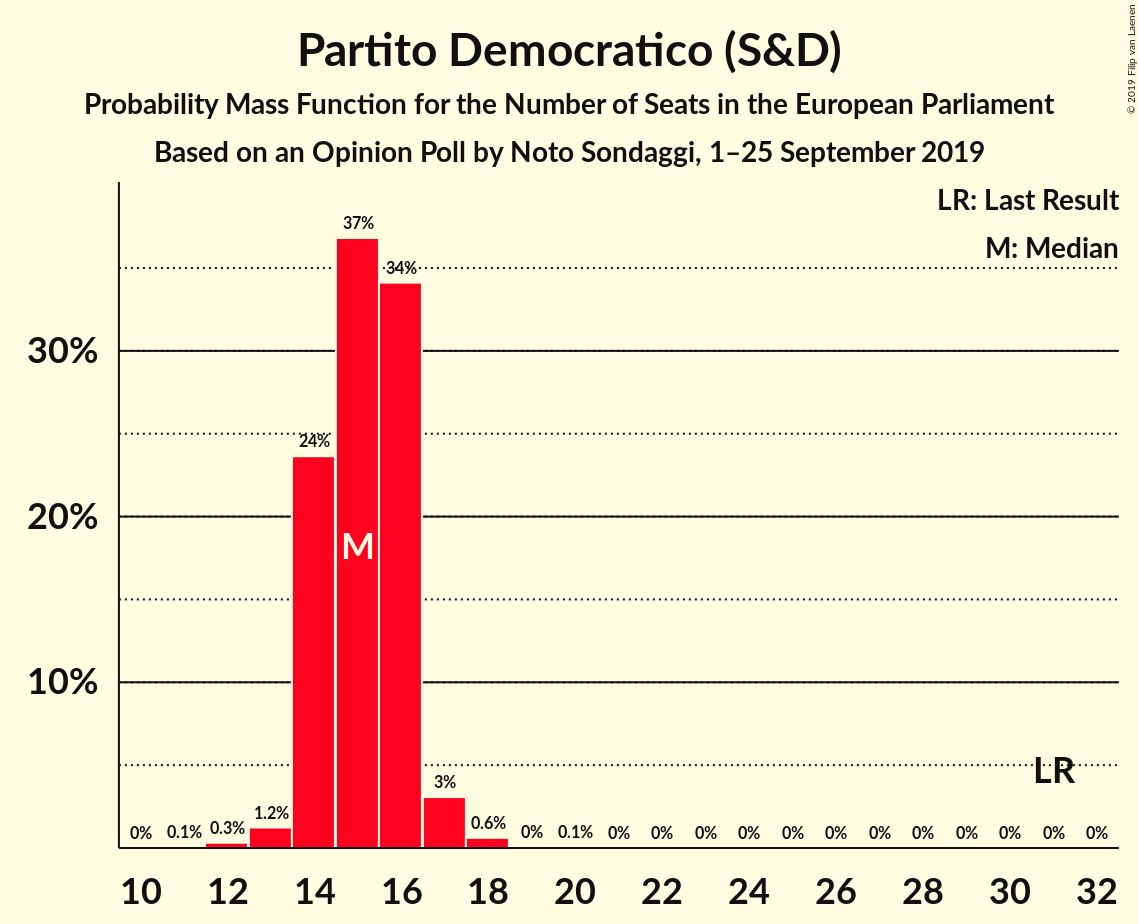 Partito Democratico (S&D)
Probability Mass Function for the Number of Seats in the European Parliament
Based on an Opinion Poll by Noto Sondaggi, 1–25 September 2019
© 2019 Filip van Laenen
LR: Last Result
M: Median
30%
20%
10%
0% 0.1% 0.3% 1.2% 24% 37% 34% 3% 0.6% 0% 0.1% 0% 0% 0% 0% 0% 0% 0% 0% 0% 0% 0% 0%
M
LR
10 12 14 16 18 20 22 24 26 28 30 32